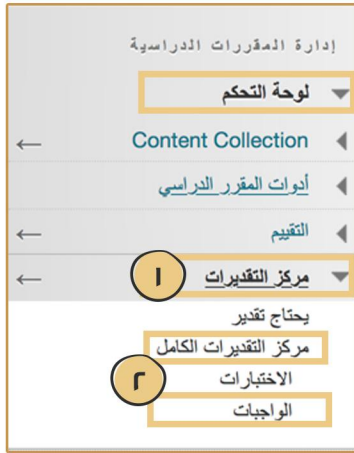 إدارة المقررات الدراسية
لوحة التحكم
Content Collection
أدوات المقرر الدراسي
التقييم
مركز التقديرات ١
يحتاج تقدير
مركز التقديرات الكامل
الاختبارات ٢
الواجبات